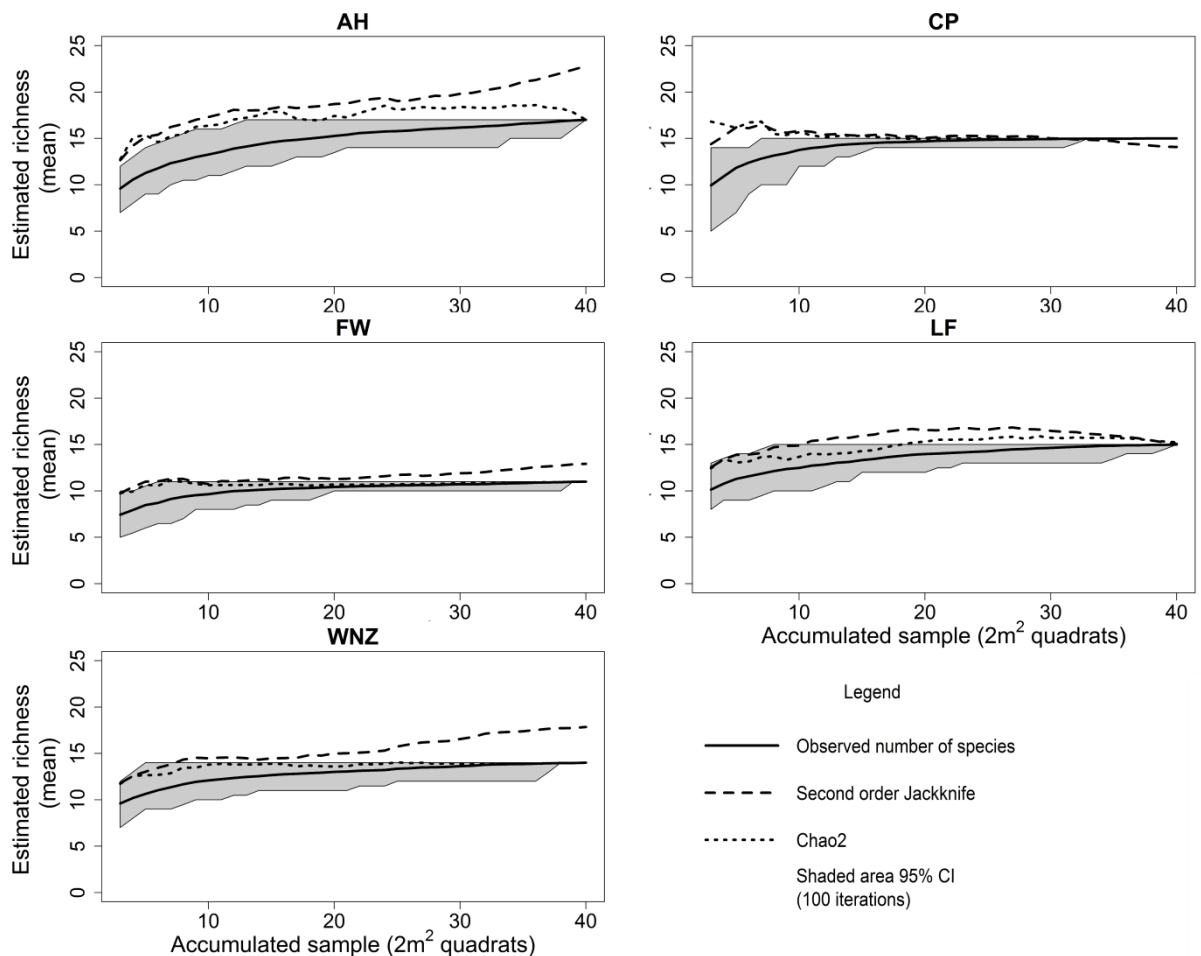 AH
Estimated richness
(mean)
25
20
15
10
5
0
10
20
30
40
CP
25
20
15
10
5
0
10
20
30
40
FW
Estimated richness
(mean)
25
20
15
10
5
0
10
20
30
40
LF
25
20
15
10
5
0
10
20
30
40
Accumulated sample (2m² quadrats)
WNZ
Estimated richness
(mean)
25
20
15
10
5
0
10
20
30
40
Accumulated sample (2m² quadrats)
Legend
Observed number of species
Second order Jackknife
Chao2
Shaded area 95% CI
(100 iterations)